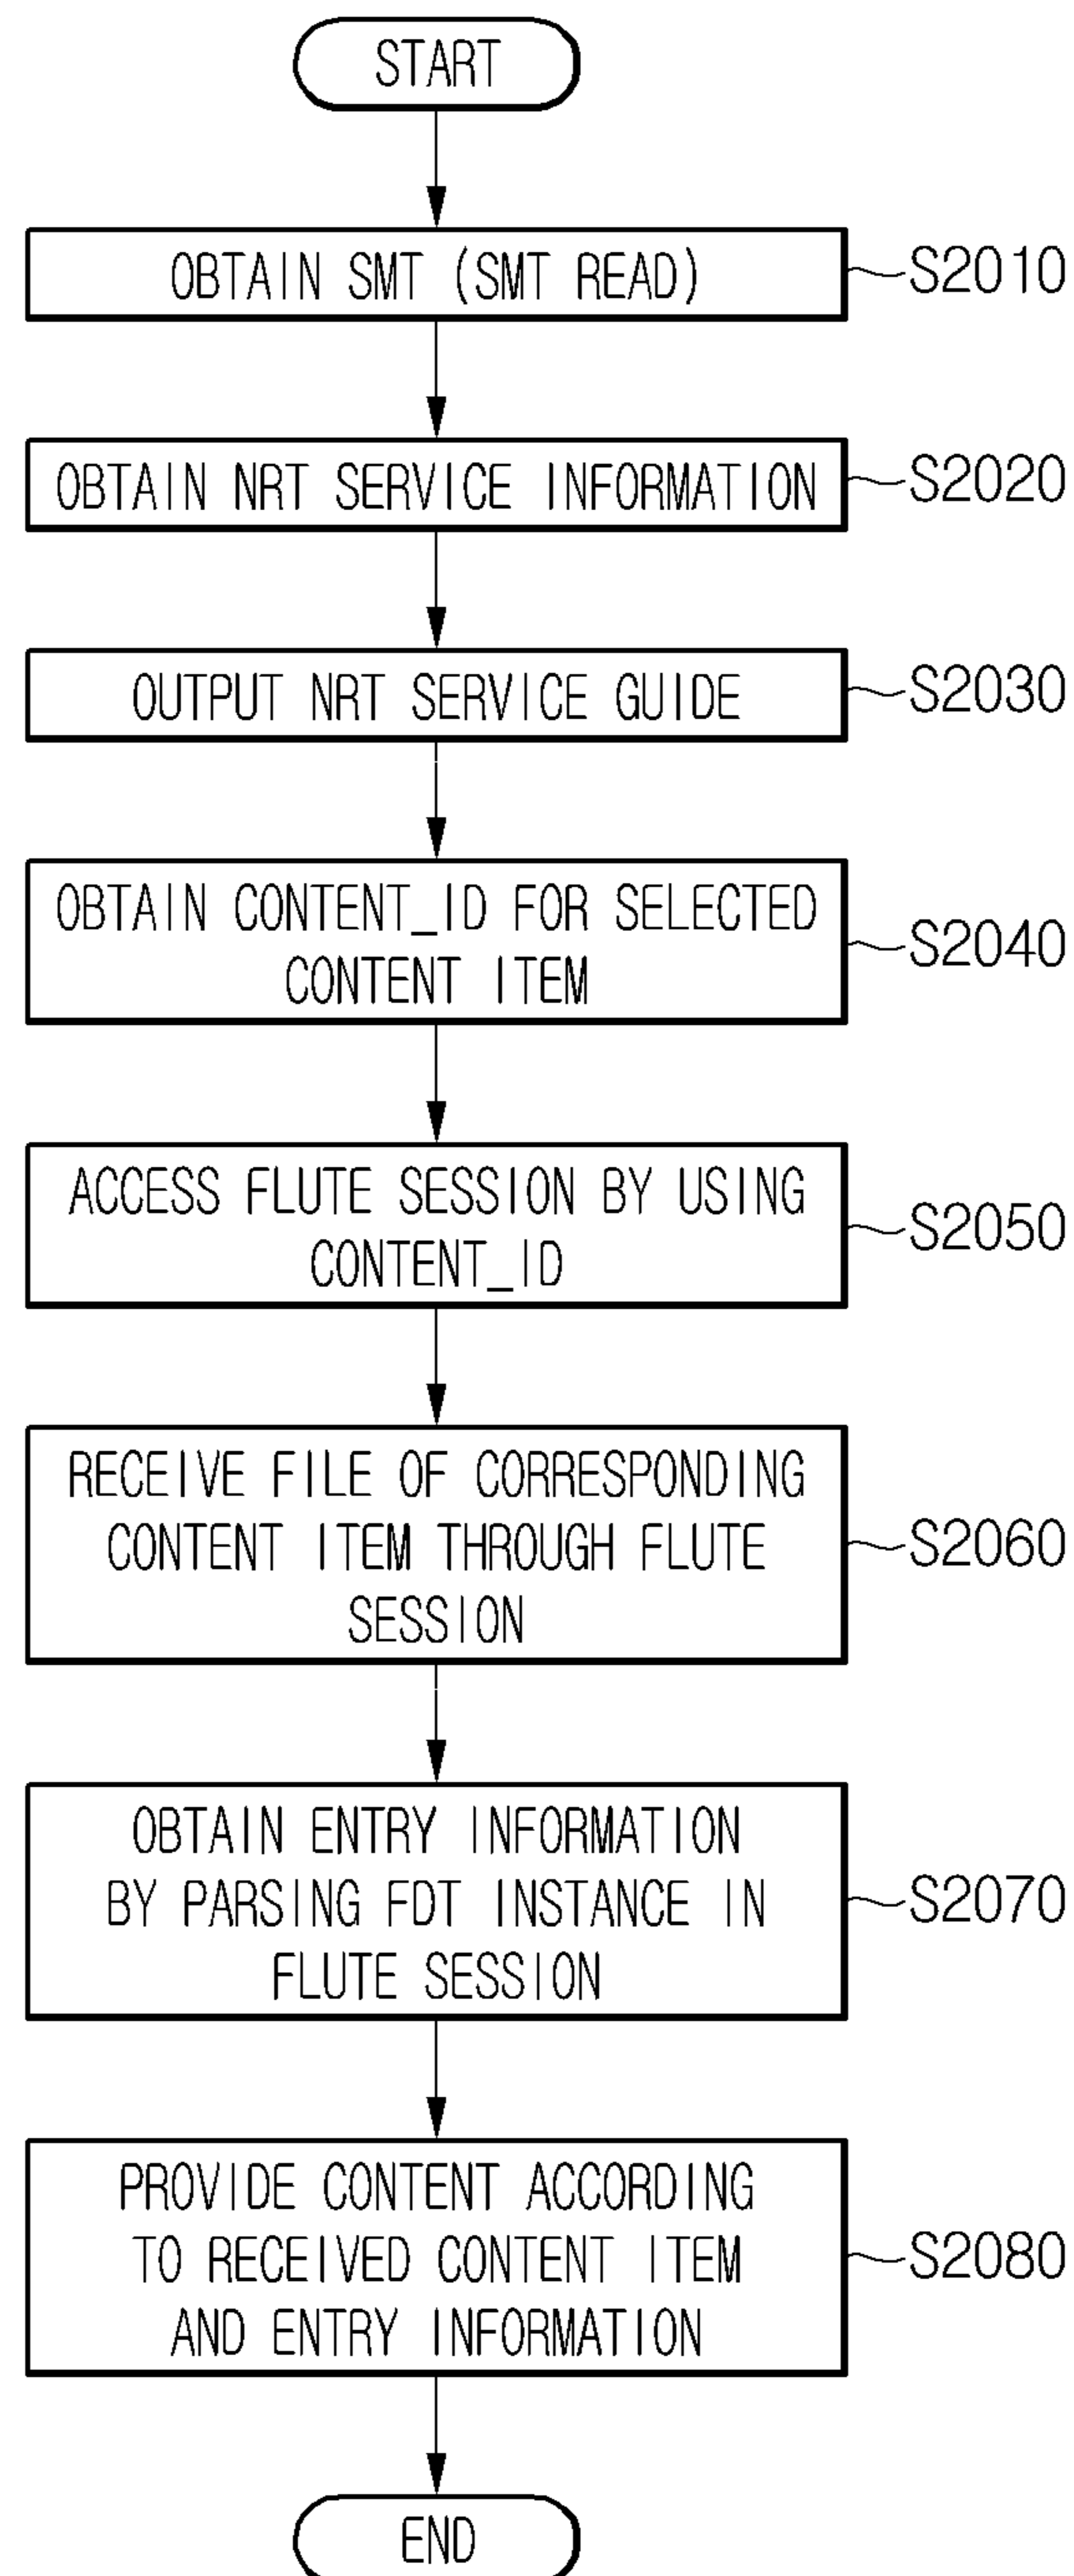 START
OBTAIN SMT (SMT READ)
S2010
OBTAIN NRT SERVICE INFORMATION
S2020
OUTPUT NRT SERVICE GUIDE
S2030
OBTAIN CONTENT_ID FOR SELECTED
CONTENT ITEM
S2040
ACCESS FLUTE SESSION BY USING
CONTENT_ID
S2050
RECEIVE FILE OF CORRESPONDING
CONTENT ITEM THROUGH FLUTE
SESSION
S2060
OBTAIN ENTRY INFORMATION
BY PARSING FDT INSTANCE IN
FLUTE SESSION
S2070
PROVIDE CONTENT ACCORDING
TO RECEIVED CONTENT ITEM
AND ENTRY INFORMATION
S2080
END